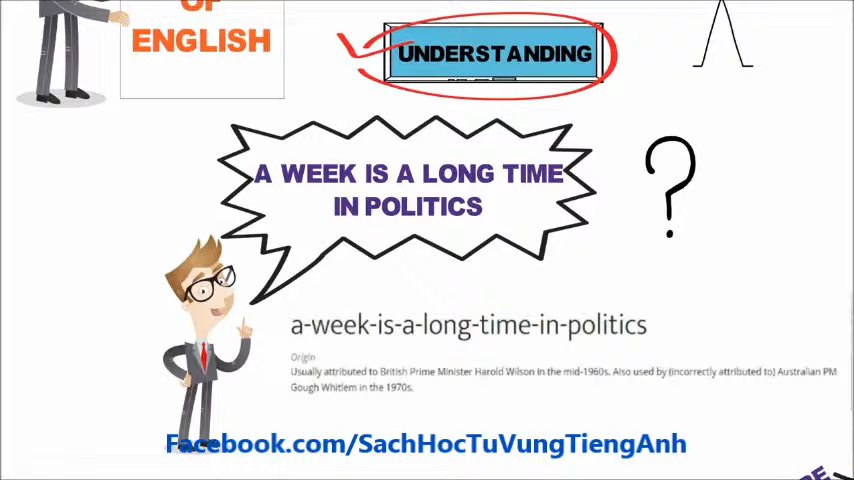 OF
ENGLISH
UNDERSTANDING
A WEEK IS A LONG TIME
IN POLITICS
?
a-week-is-a-long-time-in-politics
Origin
Usually attributed to British Prime Minister Harold Wilson in the mid-1960s. Also used by (incorrectly attributed to) Australian PM
Gough Whitlem in the 1970s.
Facebook.com/SachHocTuVungTiengAnh